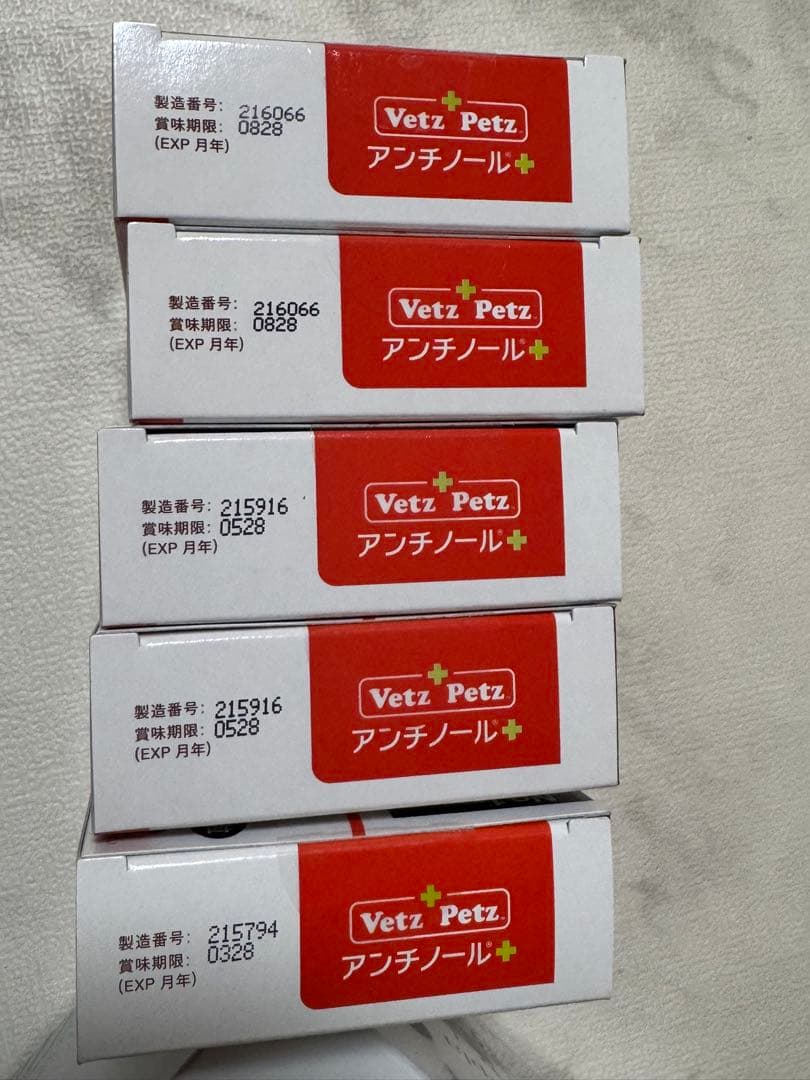 製造番号: 216066
賞味期限: 0828
(EXP 月年)
Vetz Petz™
アンチノール®+
製造番号: 216066
賞味期限: 0828
(EXP 月年)
Vetz Petz™
アンチノール®+
製造番号: 215916
賞味期限: 0528
(EXP 月年)
Vetz Petz™
アンチノール®+
製造番号: 215916
賞味期限: 0528
(EXP 月年)
Vetz Petz™
アンチノール®+
製造番号: 215794
賞味期限: 0328
(EXP 月年)
Vetz Petz™
アンチノール®+